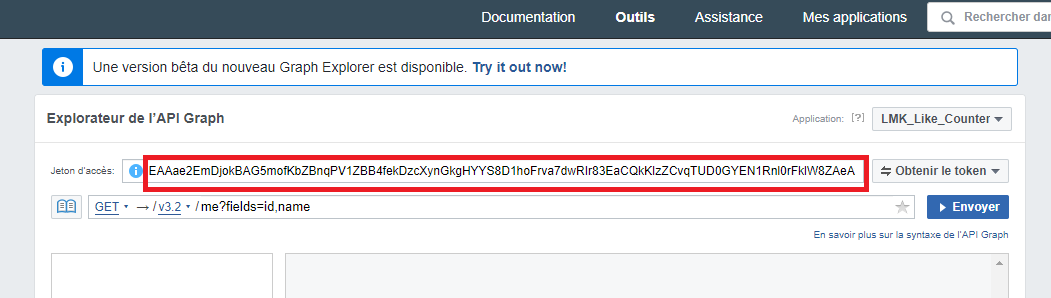 Documentation Outils Assistance Mes applications Rechercher dan
Une version bêta du nouveau Graph Explorer est disponible. Try it out now!
Explorateur de l'API Graph Application: [?] LMK_Like_Counter
Jeton d'accès: EAAae2EmDjokBAG5mofKbZBnqPV1ZBB4fekDzcXynGkgHYYS8D1hoFrva7dwRIr83EaCQkKIzZCvqTUD0GYEN1Rnl0rFkIW8ZAeA Obtenir le token
GET → / v3.2 / me?fields=id,name Envoyer
En savoir plus sur la syntaxe de l'API Graph